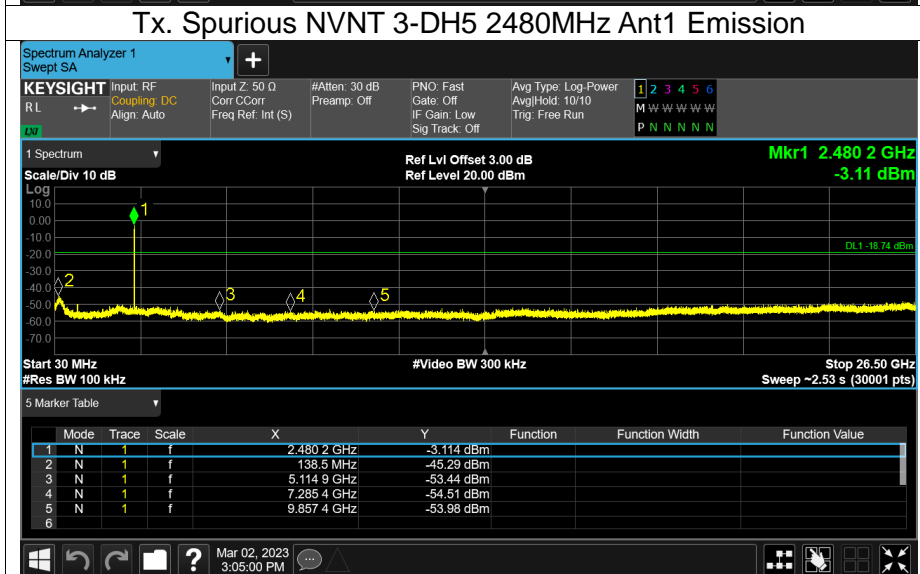 Tx. Spurious NVNT 3-DH5 2480MHz Ant1 Emission
Spectrum Analyzer 1
Swept SA
+
KEYSIGHT Input: RF Input Z: 50 Ω #Atten: 30 dB PNO: Fast Avg Type: Log-Power 1 2 3 4 5 6
R L Coupling: DC Corr CCorr Preamp: Off Gate: Off Avg|Hold: 10/10 M W W W W W
Align: Auto Freq Ref: Int (S) IF Gain: Low Trig: Free Run
LXI Sig Track: Off P N N N N N
1 Spectrum Ref Lvl Offset 3.00 dB Mkr1 2.480 2 GHz
Scale/Div 10 dB Ref Level 20.00 dBm -3.11 dBm
Log
10.0
0.00
-10.0
-20.0
-30.0
-40.0
-50.0
-60.0
-70.0
1
DL1 -18.74 dBm
2
3
4
5
Start 30 MHz #Video BW 300 kHz Stop 26.50 GHz
#Res BW 100 kHz Sweep ~2.53 s (30001 pts)
5 Marker Table
Mode Trace Scale X Y Function Function Width Function Value
1 N 1 f 2.480 2 GHz -3.114 dBm
2 N 1 f 138.5 MHz -45.29 dBm
3 N 1 f 5.114 9 GHz -53.44 dBm
4 N 1 f 7.285 4 GHz -54.51 dBm
5 N 1 f 9.857 4 GHz -53.98 dBm
6
? Mar 02, 2023
3:05:00 PM